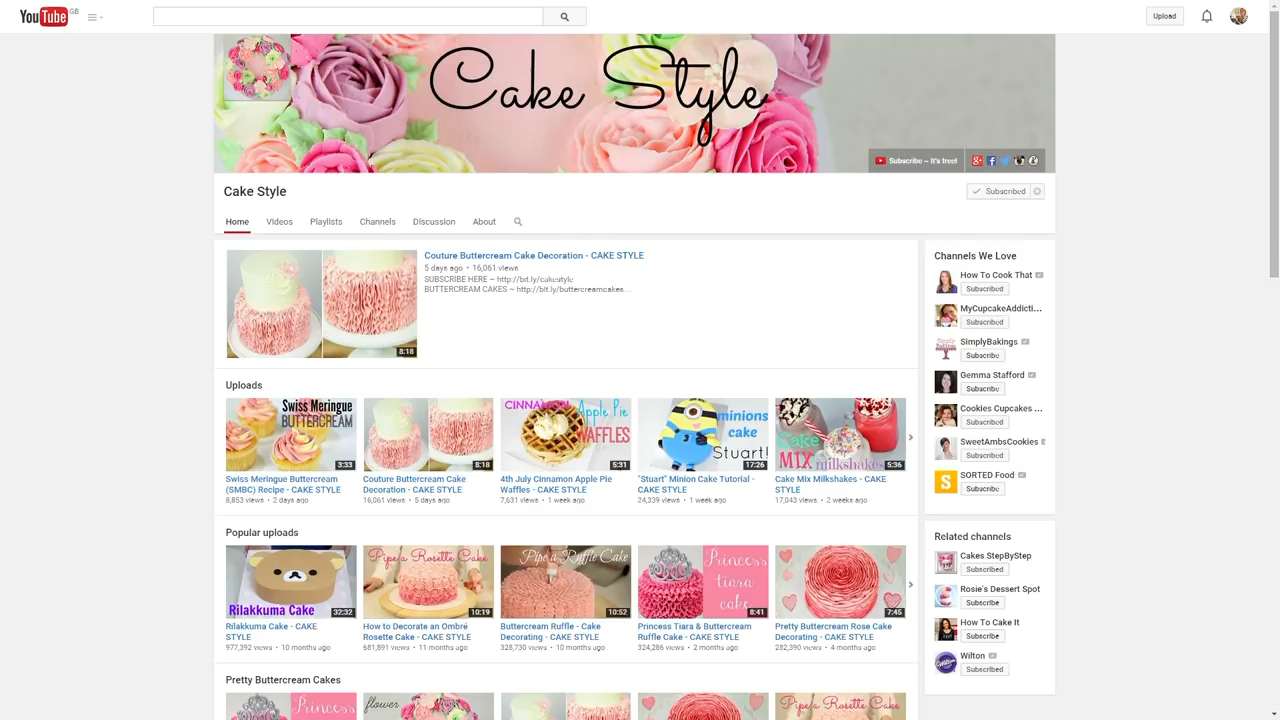 YouTube GB
Upload
Cake Style
Subscribe ~ It's free!
Cake Style
Subscribed
Home Videos Playlists Channels Discussion About
8:18
Couture Buttercream Cake Decoration - CAKE STYLE
5 days ago • 16,061 views
SUBSCRIBE HERE ~ http://bit.ly/cakestyle
BUTTERCREAM CAKES ~ http://bit.ly/buttercreamcakes...
Uploads
Swiss Meringue
BUTTERCREAM
3:33
Swiss Meringue Buttercream
(SMBC) Recipe - CAKE STYLE
8,853 views • 2 days ago
8:18
Couture Buttercream Cake
Decoration - CAKE STYLE
16,061 views • 5 days ago
CINNAMON
Apple Pie
WAFFLES
5:31
4th July Cinnamon Apple Pie
Waffles - CAKE STYLE
7,631 views • 1 week ago
minions
cake
Stuart!
17:26
"Stuart" Minion Cake Tutorial -
CAKE STYLE
24,339 views • 1 week ago
Cake
MIX milkshakes
5:36
Cake Mix Milkshakes - CAKE
STYLE
17,043 views • 2 weeks ago
Popular uploads
Rilakkuma Cake
32:32
Rilakkuma Cake - CAKE
STYLE
977,392 views • 10 months ago
Pipe a Rosette Cake
10:19
How to Decorate an Ombré
Rosette Cake - CAKE STYLE
681,891 views • 11 months ago
Pipe a Ruffle Cake
10:52
Buttercream Ruffle - Cake
Decorating - CAKE STYLE
328,730 views • 10 months ago
Princess
tiara
cake
8:41
Princess Tiara & Buttercream
Ruffle Cake - CAKE STYLE
324,286 views • 2 months ago
7:45
Pretty Buttercream Rose Cake
Decorating - CAKE STYLE
282,390 views • 4 months ago
Pretty Buttercream Cakes
Princess
flower
Princess
Pipe a Rosette Cake
Channels We Love
How To Cook That
Subscribed
MyCupcakeAddicti...
Subscribed
SimplyBakings
Subscribe
Gemma Stafford
Subscribe
Cookies Cupcakes ...
Subscribed
SweetAmbsCookies
Subscribed
S
SORTED Food
Subscribe
Related channels
Cakes StepByStep
Subscribed
Rosie's Dessert Spot
Subscribe
How To Cake It
Subscribe
Wilton
Wilton
Subscribed